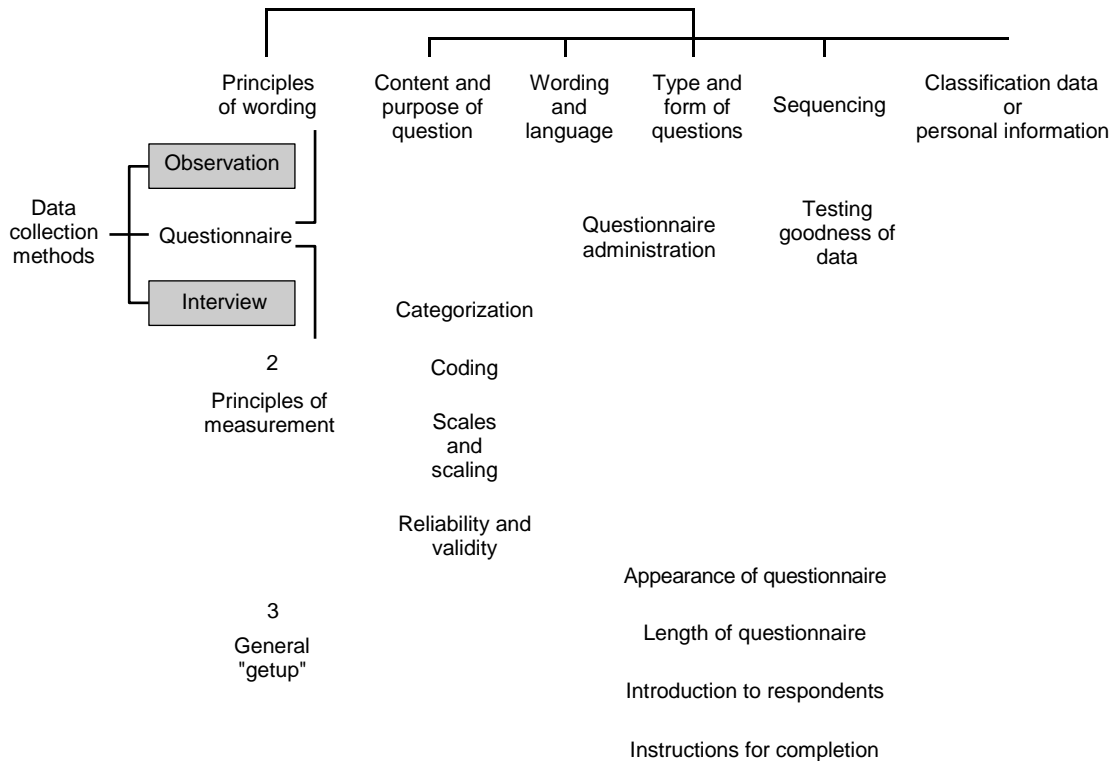 Principles
of wording
Content and
purpose of
question
Wording
and
language
Type and
form of
questions
Sequencing
Classification data
or
personal information
Observation
Data
collection
methods
Questionnaire
Interview
Questionnaire
administration
Testing
goodness of
data
Categorization
2
Principles of
measurement
Coding
Scales
and
scaling
Reliability and
validity
3
General
"getup"
Appearance of questionnaire
Length of questionnaire
Introduction to respondents
Instructions for completion